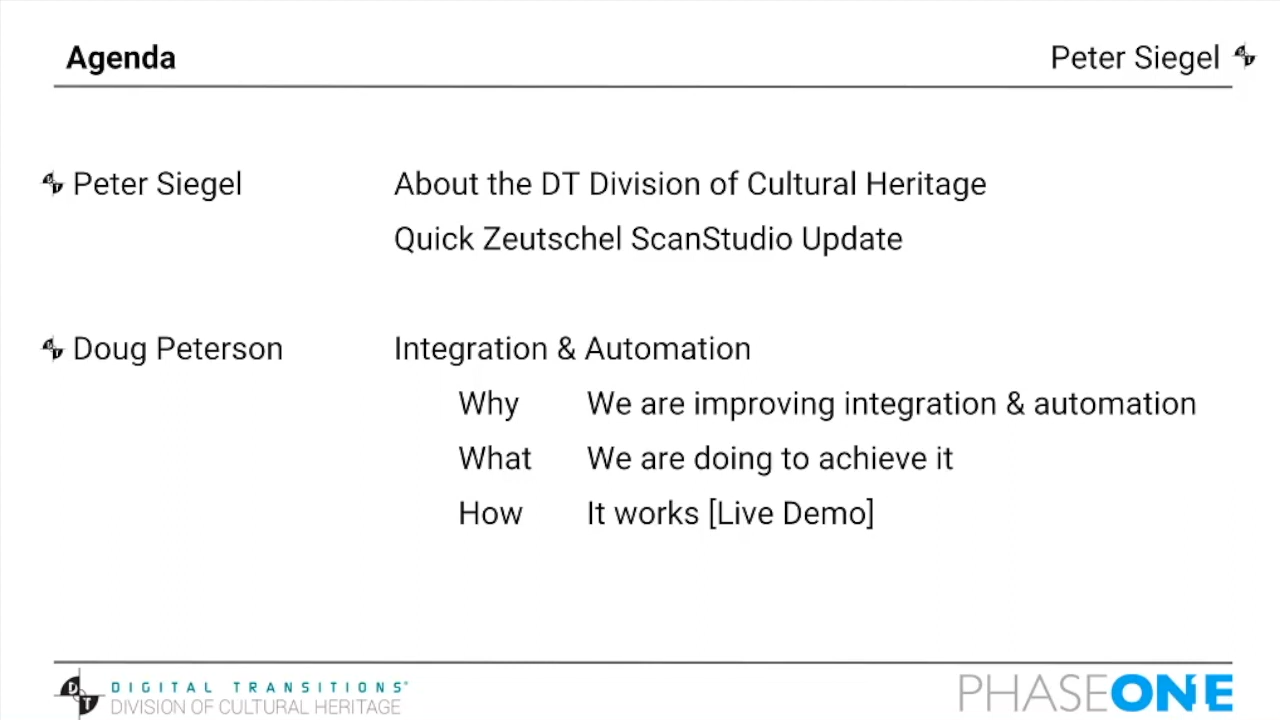 Agenda
Peter Siegel
Peter Siegel About the DT Division of Cultural Heritage
Quick Zeutschel ScanStudio Update
Doug Peterson Integration & Automation
Why We are improving integration & automation
What We are doing to achieve it
How It works [Live Demo]
DT DIGITAL TRANSITIONS®
DIVISION OF CULTURAL HERITAGE
PHASEONE